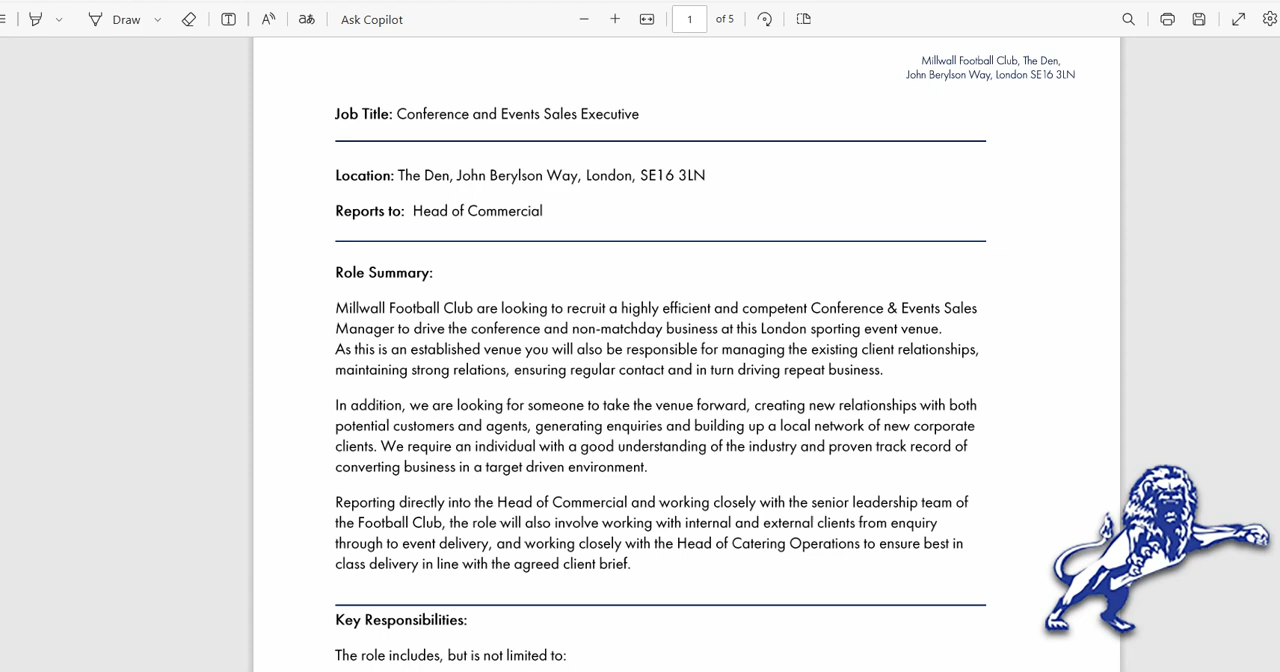 Draw
Ask Copilot
1 of 5
Millwall Football Club, The Den,
John Berylson Way, London SE16 3LN
Job Title: Conference and Events Sales Executive
Location: The Den, John Berylson Way, London, SE16 3LN
Reports to: Head of Commercial
Role Summary:
Millwall Football Club are looking to recruit a highly efficient and competent Conference & Events Sales
Manager to drive the conference and non-matchday business at this London sporting event venue.
As this is an established venue you will also be responsible for managing the existing client relationships,
maintaining strong relations, ensuring regular contact and in turn driving repeat business.
In addition, we are looking for someone to take the venue forward, creating new relationships with both
potential customers and agents, generating enquiries and building up a local network of new corporate
clients. We require an individual with a good understanding of the industry and proven track record of
converting business in a target driven environment.
Reporting directly into the Head of Commercial and working closely with the senior leadership team of
the Football Club, the role will also involve working with internal and external clients from enquiry
through to event delivery, and working closely with the Head of Catering Operations to ensure best in
class delivery in line with the agreed client brief.
Key Responsibilities:
The role includes, but is not limited to: